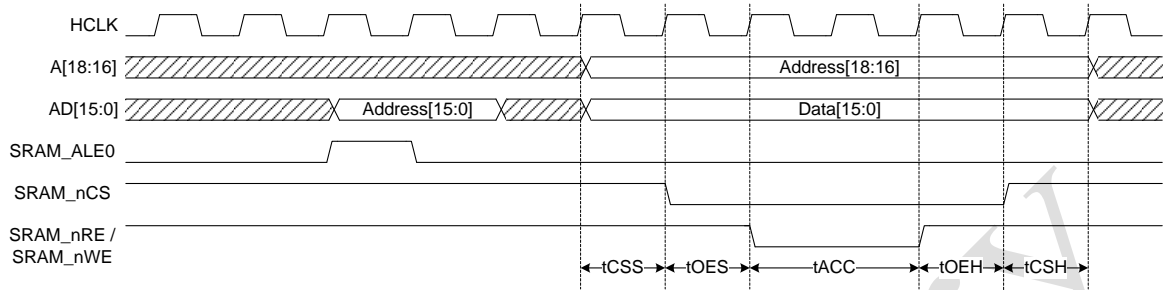 HCLK
A[18:16] Address[18:16]
AD[15:0] Address[15:0] Data[15:0]
SRAM_ALE0
SRAM_nCS
SRAM_nRE /
SRAM_nWE
tCSS tOES tACC tOEH tCSH